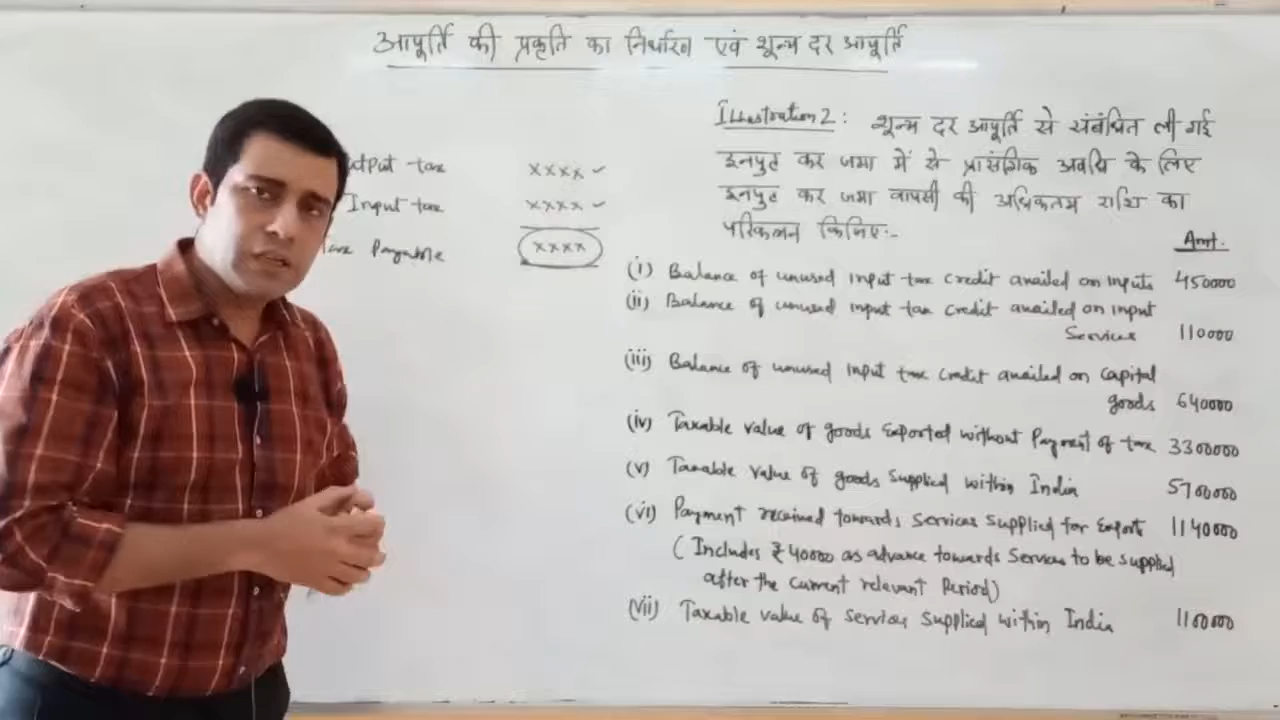 आपूर्ति की प्रकृति का निर्धारण एवं शून्य दर आपूर्ति
utput tax xxxx ✓
Input tax xxxx ✓
Tax Payable xxxx
Illustration 2: शून्य दर आपूर्ति से संबंधित ली गई
इनपुट कर जमा में से प्रासंगिक अवधि के लिए
इनपुट कर जमा वापसी की अधिकतम राशि का
परिकलन किजिए:-
Amt.
(i) Balance of unused input tax credit availed on inputs 450000
(ii) Balance of unused input tax credit availed on input
Services 110000
(iii) Balance of unused input tax credit availed on capital
goods 640000
(iv) Taxable value of goods Exported without Payment of tax 3300000
(v) Taxable value of goods supplied within India 5700000
(vi) Payment received towards services supplied for Export 1140000
( Includes ₹40000 as advance towards services to be supplied
after the current relevant Period)
(vii) Taxable value of services supplied within India 1100000